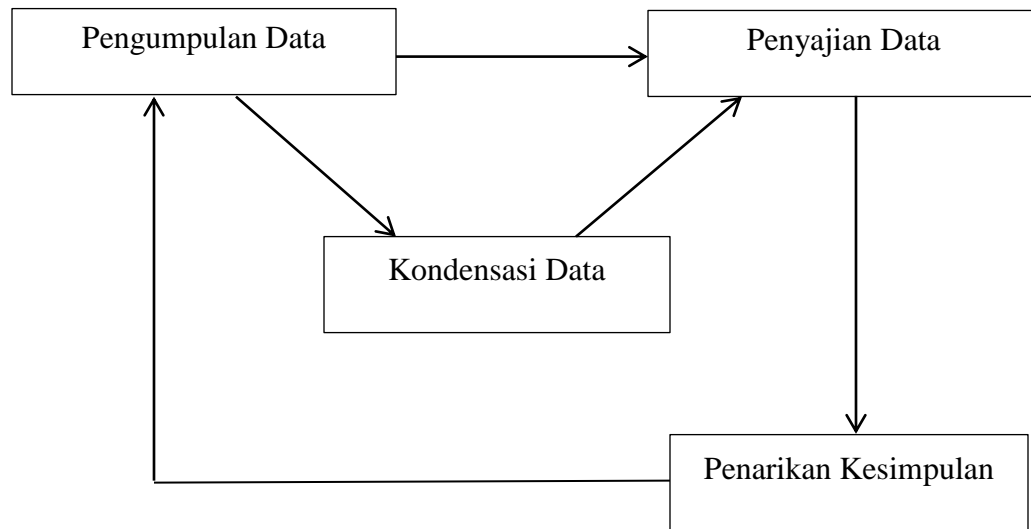 Pengumpulan Data
Penyajian Data
Kondensasi Data
Penarikan Kesimpulan